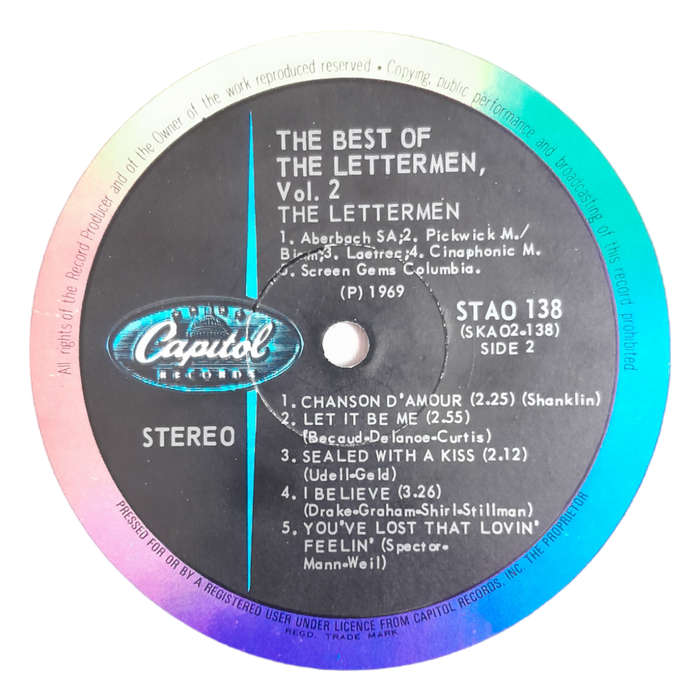 All rights of the Record Producer and of the Owner of the work reproduced reserved • Copying, public performance and broadcasting of this record prohibited
THE BEST OF
THE LETTERMEN,
Vol. 2
THE LETTERMEN
1. Aberbach SA;2. Pickwick M./
Biem;3. Laetrec;4. Cinaphonic M.
5. Screen Gems Columbia.
(P) 1969
STAO 138
(SKAO2-138)
SIDE 2
Capitol
RECORDS
STEREO
1. CHANSON D'AMOUR (2.25) (Shanklin)
2. LET IT BE ME (2.55)
(Becaud-Delanoe-Curtis)
3. SEALED WITH A KISS (2.12)
(Udell-Geld)
4. I BELIEVE (3.26)
(Drake-Graham-Shirl-Stillman)
5. YOU'VE LOST THAT LOVIN'
FEELIN' (Spector-
Mann-Weil)
PRESSED FOR OR BY A REGISTERED USER UNDER LICENCE FROM CAPITOL RECORDS, INC. THE PROPRIETOR
REGD. TRADE MARK